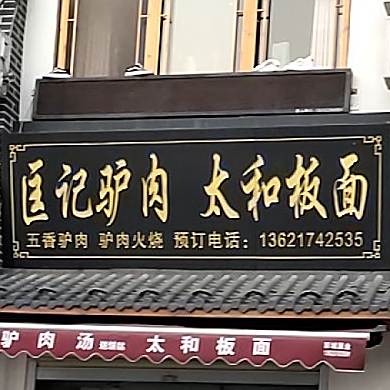 匡记驴肉 太和板面
五香驴肉 驴肉火烧 预订电话：13621742535
驴肉汤 太和板面